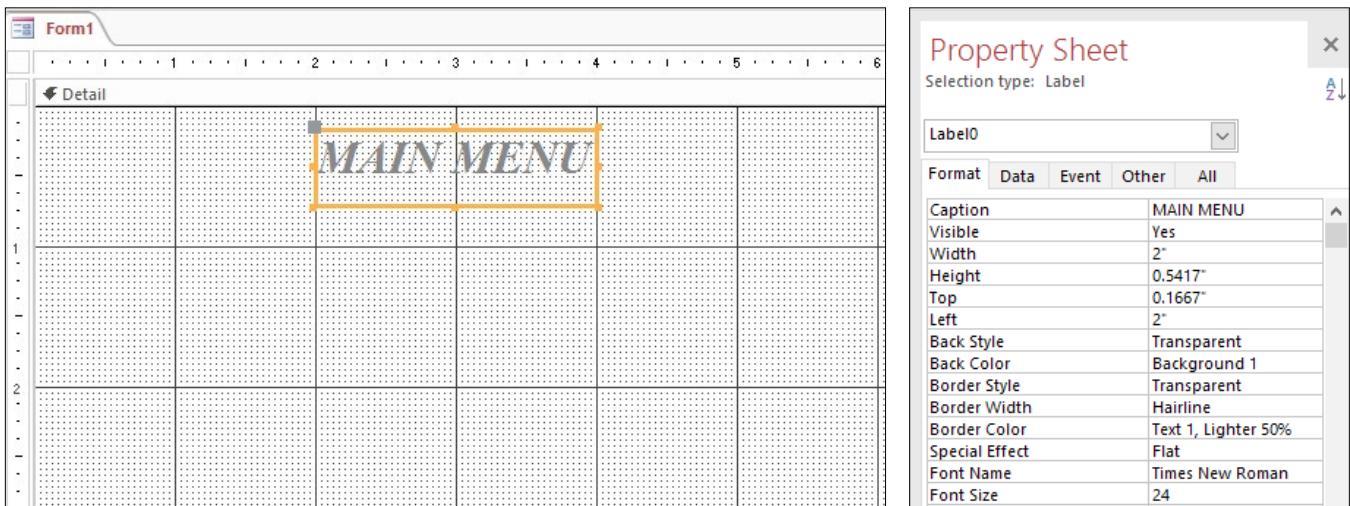 Form1
1 2 3 4 5 6
Detail
MAIN MENU
1
2
Property Sheet
Selection type: Label
A
Z
Label0
Format Data Event Other All
Caption MAIN MENU
Visible Yes
Width 2"
Height 0.5417"
Top 0.1667"
Left 2"
Back Style Transparent
Back Color Background 1
Border Style Transparent
Border Width Hairline
Border Color Text 1, Lighter 50%
Special Effect Flat
Font Name Times New Roman
Font Size 24